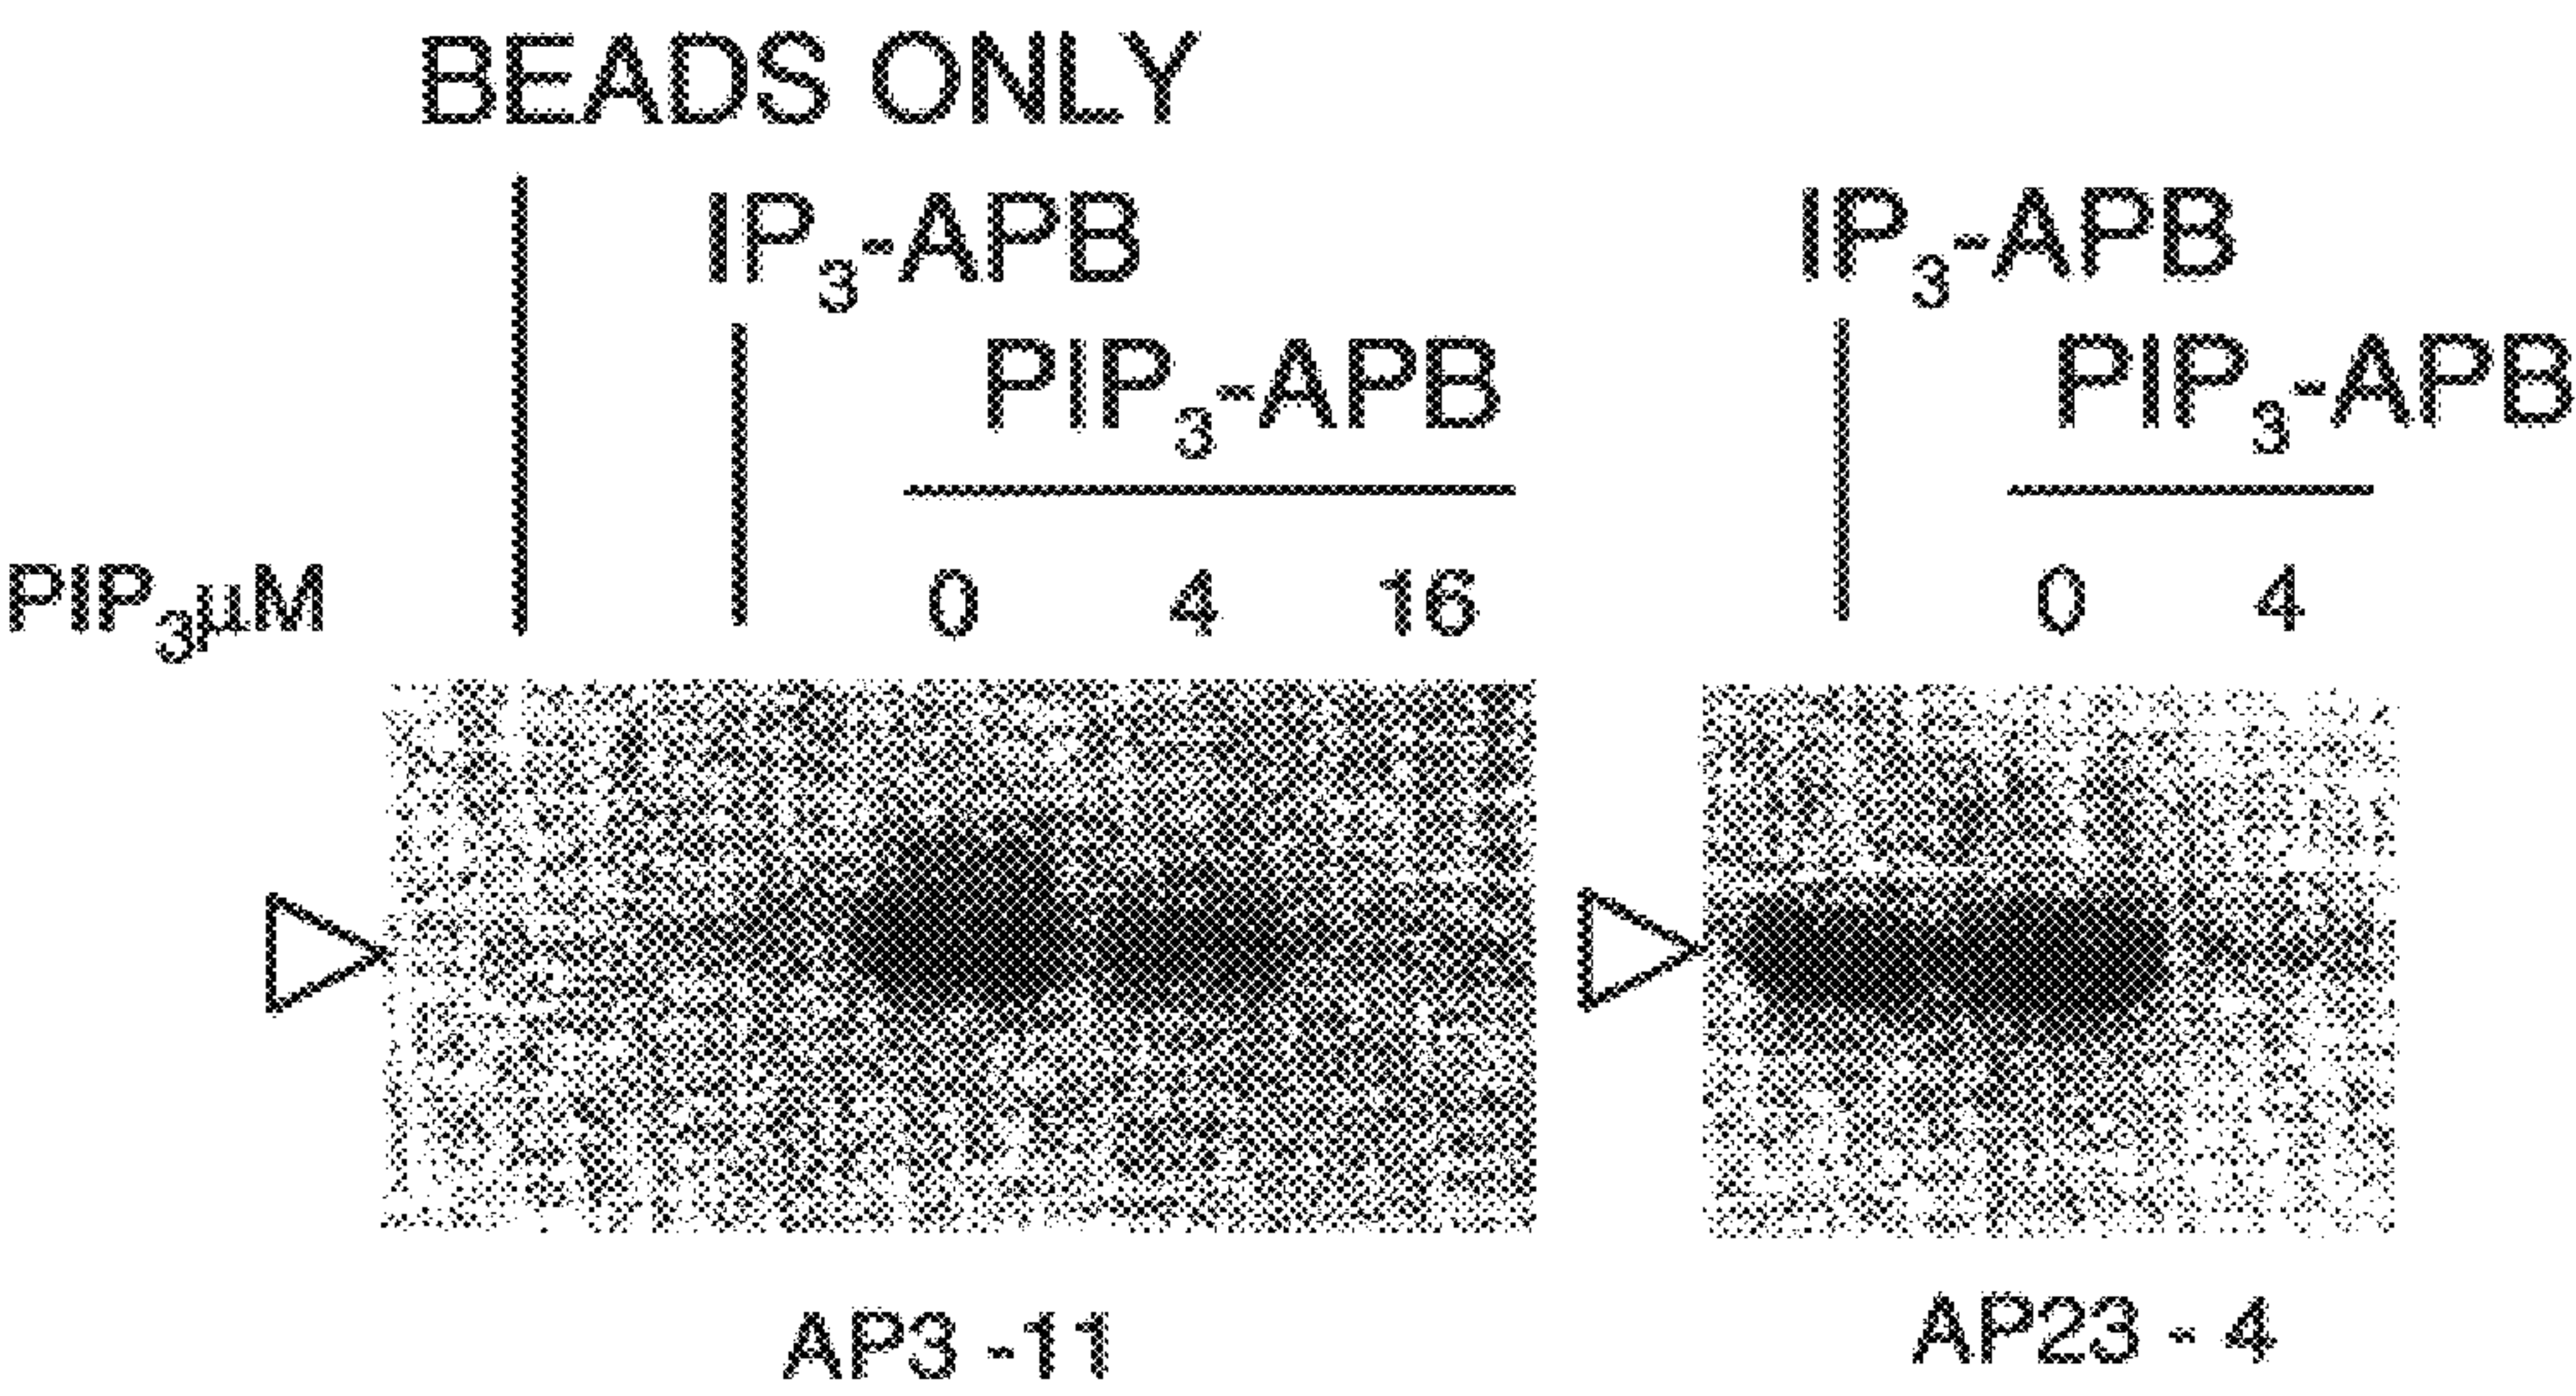 BEADS ONLY
IP3-APB IP3-APB
PIP3-APB PIP3-APB
PIP3µM 0 4 16 0 4
AP3 -11 AP23 - 4